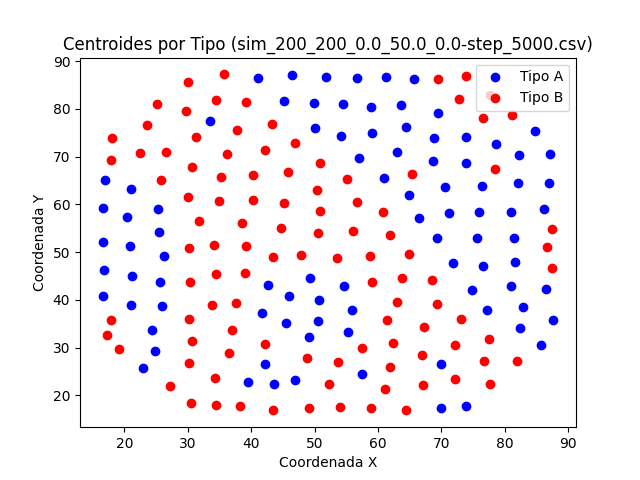 Centroides por Tipo (sim_200_200_0.0_50.0_0.0-step_5000.csv)
Tipo A
Tipo B
Coordenada Y
90
80
70
60
50
40
30
20
20 30 40 50 60 70 80 90
Coordenada X